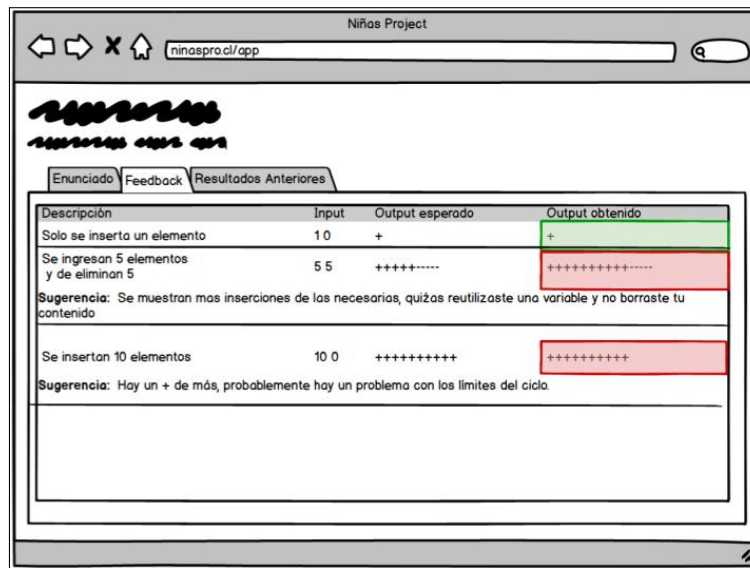 Niñas Project
ninaspro.cl/app
Enunciado Feedback Resultados Anteriores
Descripción Input Output esperado Output obtenido
Solo se inserta un elemento 1 0 + +
Se ingresan 5 elementos
y de eliminan 5 5 5 +++++----- ++++++++++-----
Sugerencia: Se muestran mas inserciones de las necesarias, quizás reutilizaste una variable y no borraste tu
contenido
Se insertan 10 elementos 10 0 ++++++++++ ++++++++++
Sugerencia: Hay un + de más, probablemente hay un problema con los límites del ciclo.